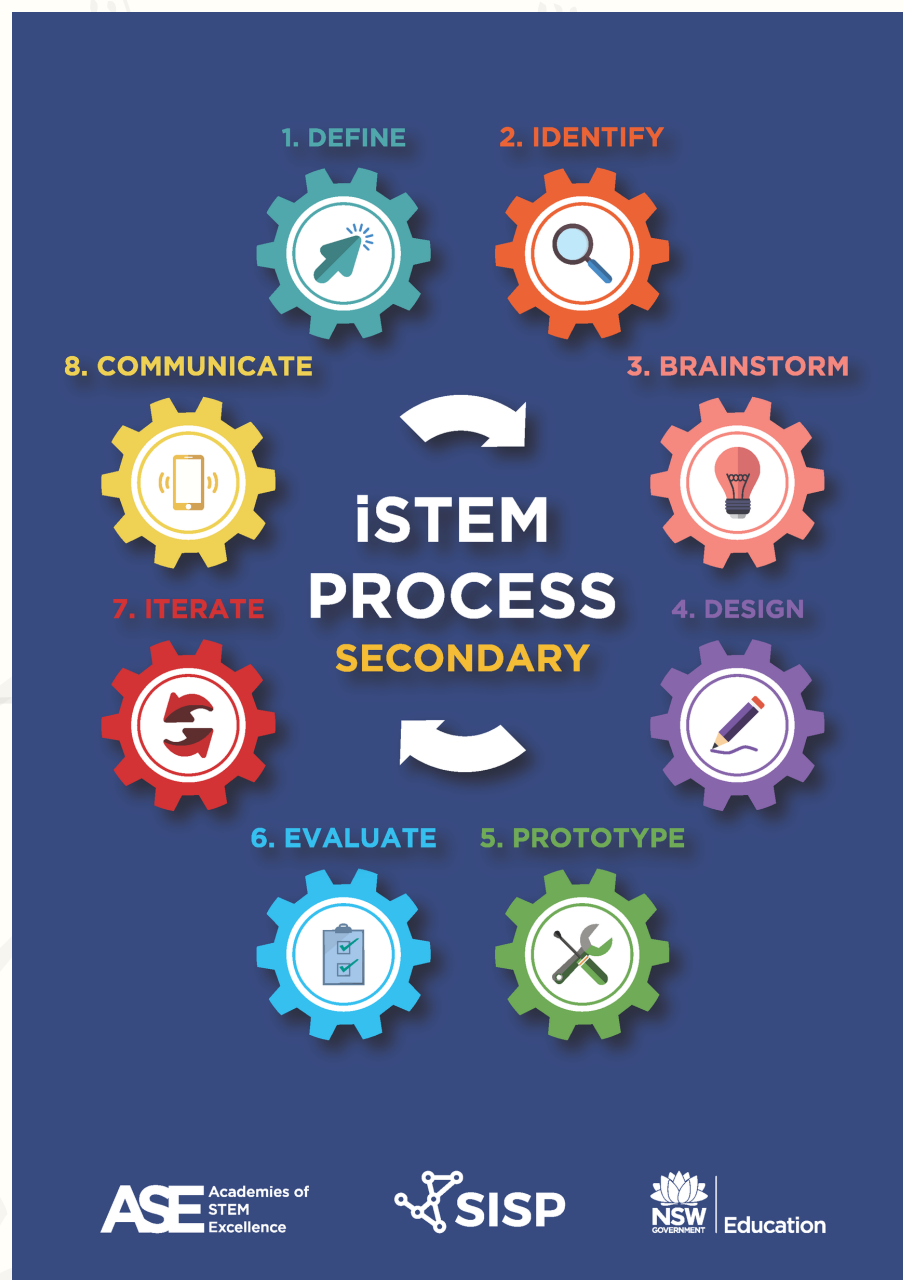 1. DEFINE
2. IDENTIFY
3. BRAINSTORM
4. DESIGN
5. PROTOTYPE
6. EVALUATE
7. ITERATE
8. COMMUNICATE
iSTEM
PROCESS
SECONDARY
ASE
Academies of
STEM
Excellence
SISP
NSW
GOVERNMENT
Education